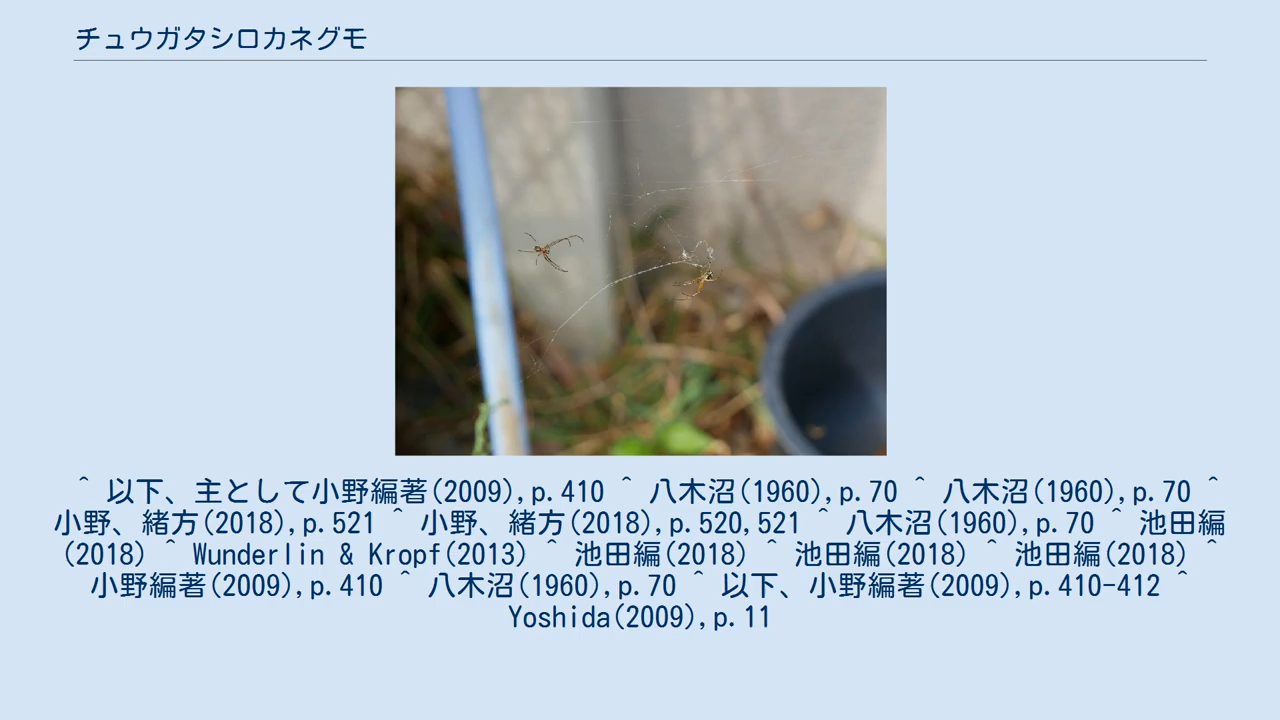 チュウガタシロカネグモ
^ 以下、主として小野編著(2009),p.410 ^ 八木沼(1960),p.70 ^ 八木沼(1960),p.70 ^
小野、緒方(2018),p.521 ^ 小野、緒方(2018),p.520,521 ^ 八木沼(1960),p.70 ^ 池田編
(2018) ^ Wunderlin & Kropf(2013) ^ 池田編(2018) ^ 池田編(2018) ^ 池田編(2018) ^
小野編著(2009),p.410 ^ 八木沼(1960),p.70 ^ 以下、小野編著(2009),p.410-412 ^
Yoshida(2009),p.11